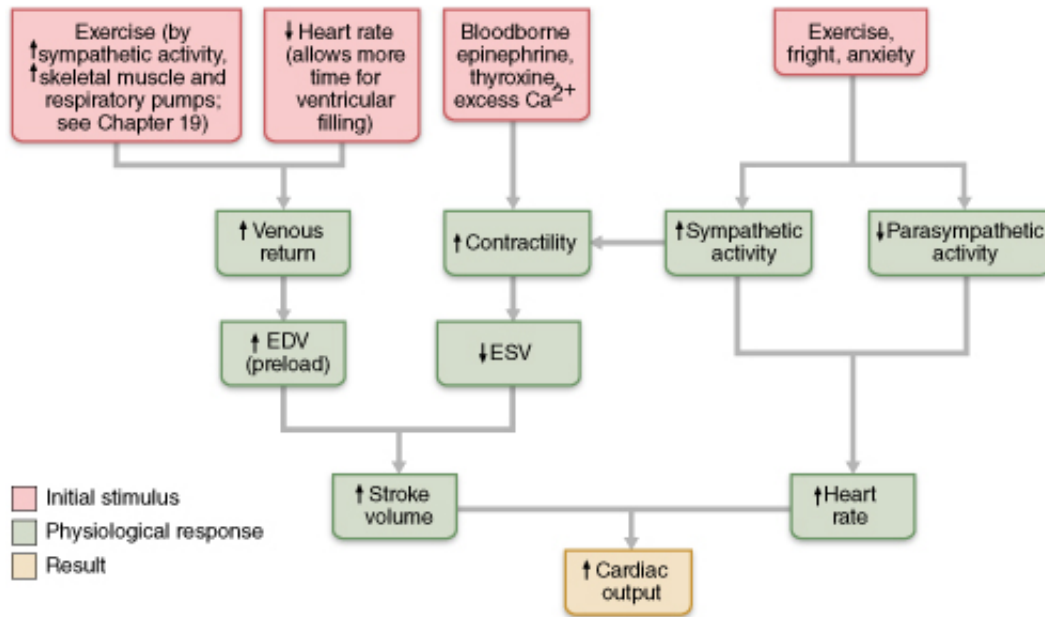 Exercise (by
↑sympathetic activity,
↑skeletal muscle and
respiratory pumps;
see Chapter 19)
↓Heart rate
(allows more
time for
ventricular
filling)
Bloodborne
epinephrine,
thyroxine,
excess Ca2+
Exercise,
fright, anxiety
↑Venous
return
↑Contractility
↑Sympathetic
activity
↓Parasympathetic
activity
↑EDV
(preload)
↓ESV
↑Stroke
volume
↑Heart
rate
Initial stimulus
Physiological response
Result
↑Cardiac
output